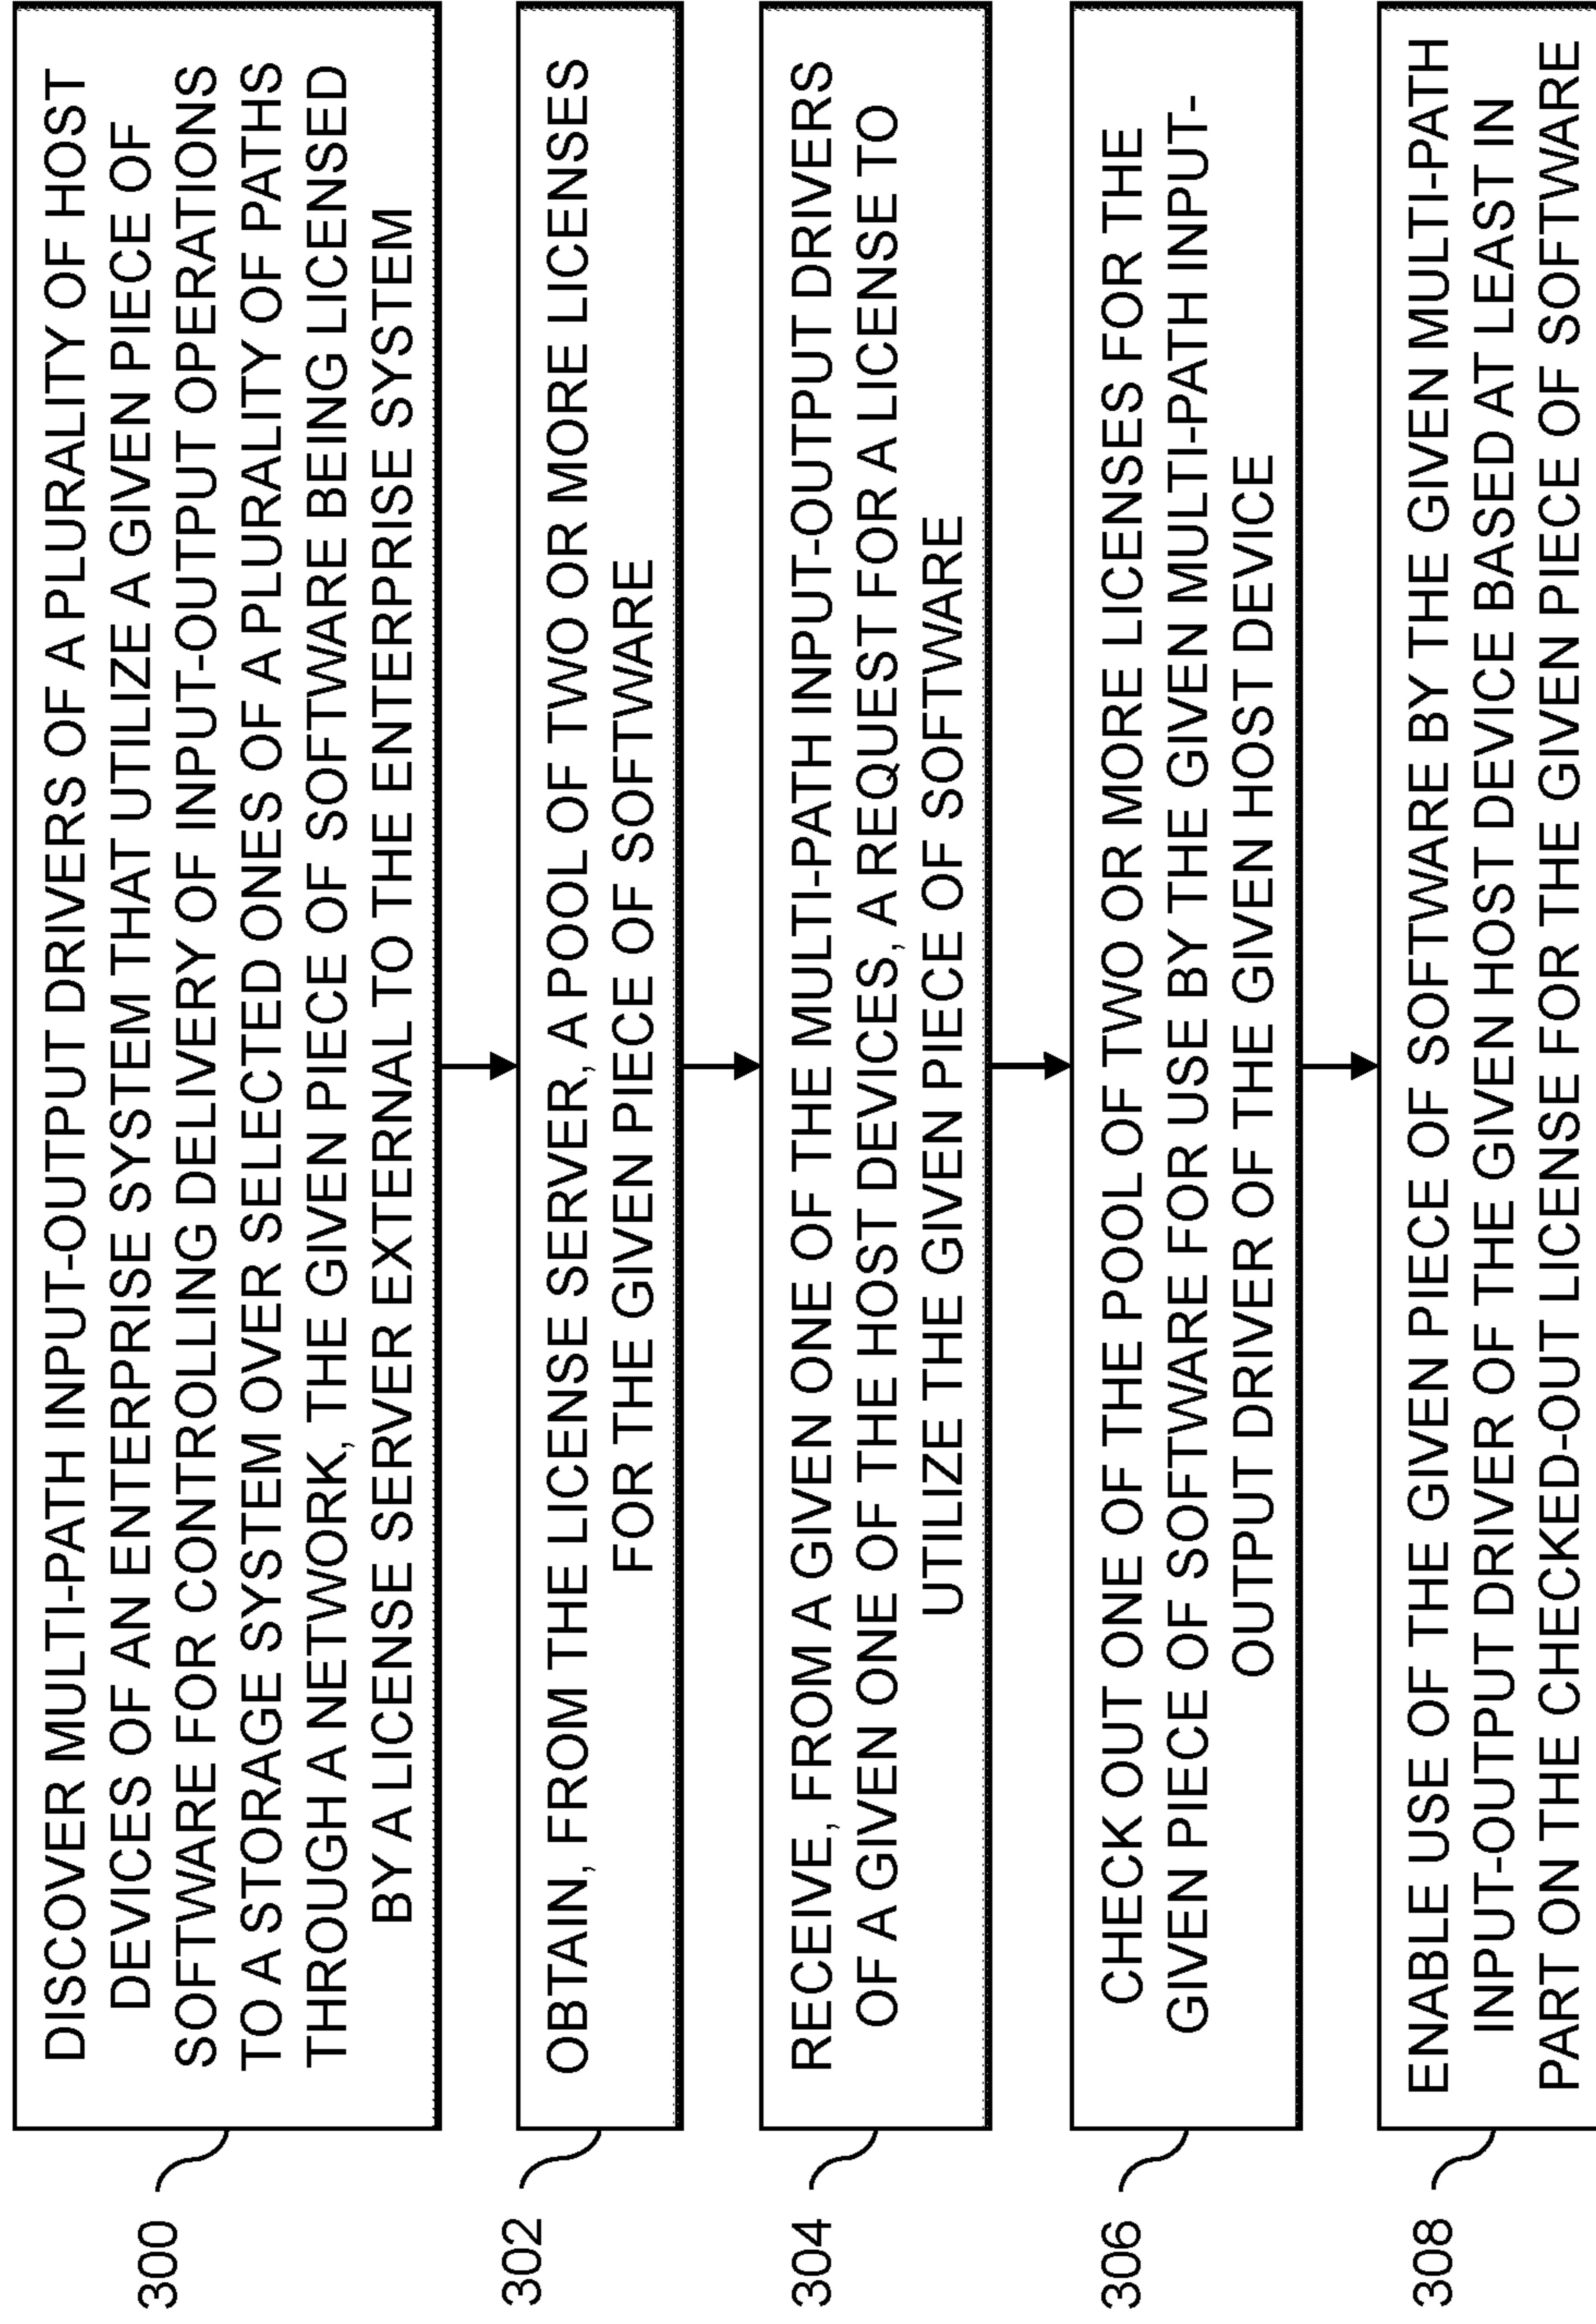 300
DISCOVER MULTI-PATH INPUT-OUTPUT DRIVERS OF A PLURALITY OF HOST
DEVICES OF AN ENTERPRISE SYSTEM THAT UTILIZE A GIVEN PIECE OF
SOFTWARE FOR CONTROLLING DELIVERY OF INPUT-OUTPUT OPERATIONS
TO A STORAGE SYSTEM OVER SELECTED ONES OF A PLURALITY OF PATHS
THROUGH A NETWORK, THE GIVEN PIECE OF SOFTWARE BEING LICENSED
BY A LICENSE SERVER EXTERNAL TO THE ENTERPRISE SYSTEM
302
OBTAIN, FROM THE LICENSE SERVER, A POOL OF TWO OR MORE LICENSES
FOR THE GIVEN PIECE OF SOFTWARE
304
RECEIVE, FROM A GIVEN ONE OF THE MULTI-PATH INPUT-OUTPUT DRIVERS
OF A GIVEN ONE OF THE HOST DEVICES, A REQUEST FOR A LICENSE TO
UTILIZE THE GIVEN PIECE OF SOFTWARE
306
CHECK OUT ONE OF THE POOL OF TWO OR MORE LICENSES FOR THE
GIVEN PIECE OF SOFTWARE FOR USE BY THE GIVEN MULTI-PATH INPUT-
OUTPUT DRIVER OF THE GIVEN HOST DEVICE
308
ENABLE USE OF THE GIVEN PIECE OF SOFTWARE BY THE GIVEN MULTI-PATH
INPUT-OUTPUT DRIVER OF THE GIVEN HOST DEVICE BASED AT LEAST IN
PART ON THE CHECKED-OUT LICENSE FOR THE GIVEN PIECE OF SOFTWARE